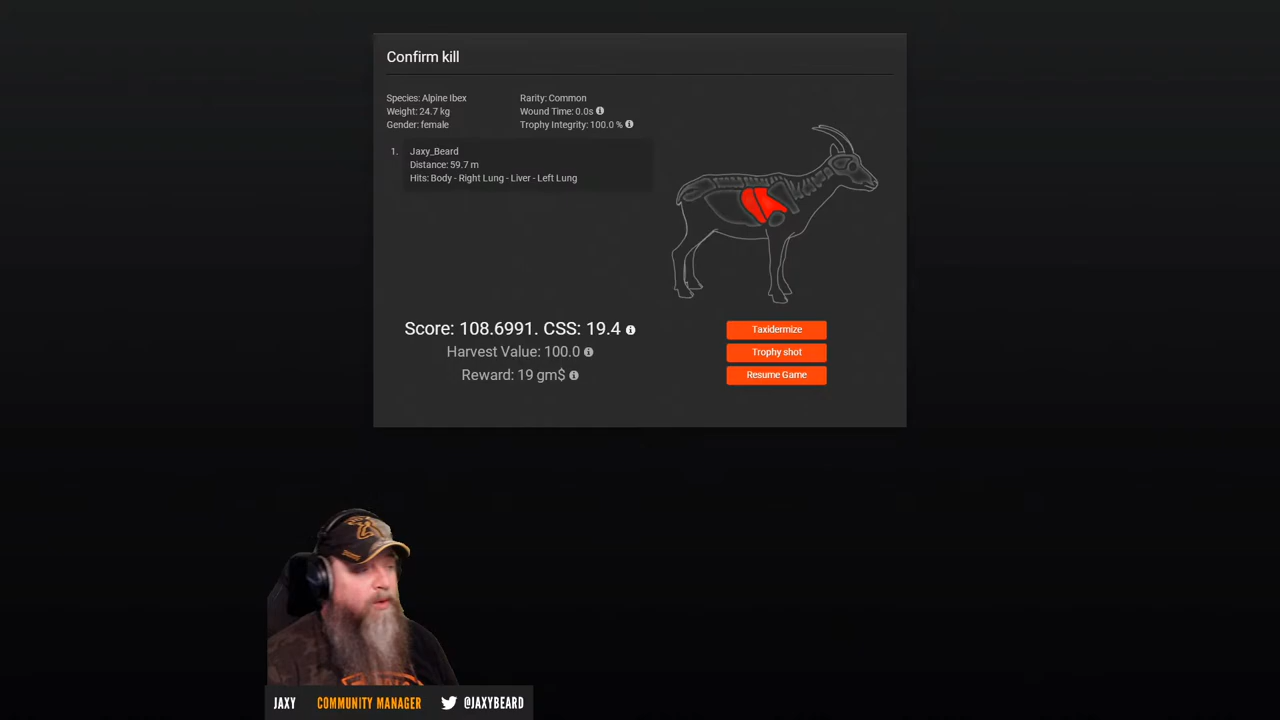 Confirm kill
Species: Alpine Ibex
Weight: 24.7 kg
Gender: female
Rarity: Common
Wound Time: 0.0s
Trophy Integrity: 100.0 %
1. Jaxy_Beard
Distance: 59.7 m
Hits: Body - Right Lung - Liver - Left Lung
Score: 108.6991. CSS: 19.4
Harvest Value: 100.0
Reward: 19 gm$
Taxidermize
Trophy shot
Resume Game
JAXY COMMUNITY MANAGER @JAXYBEARD